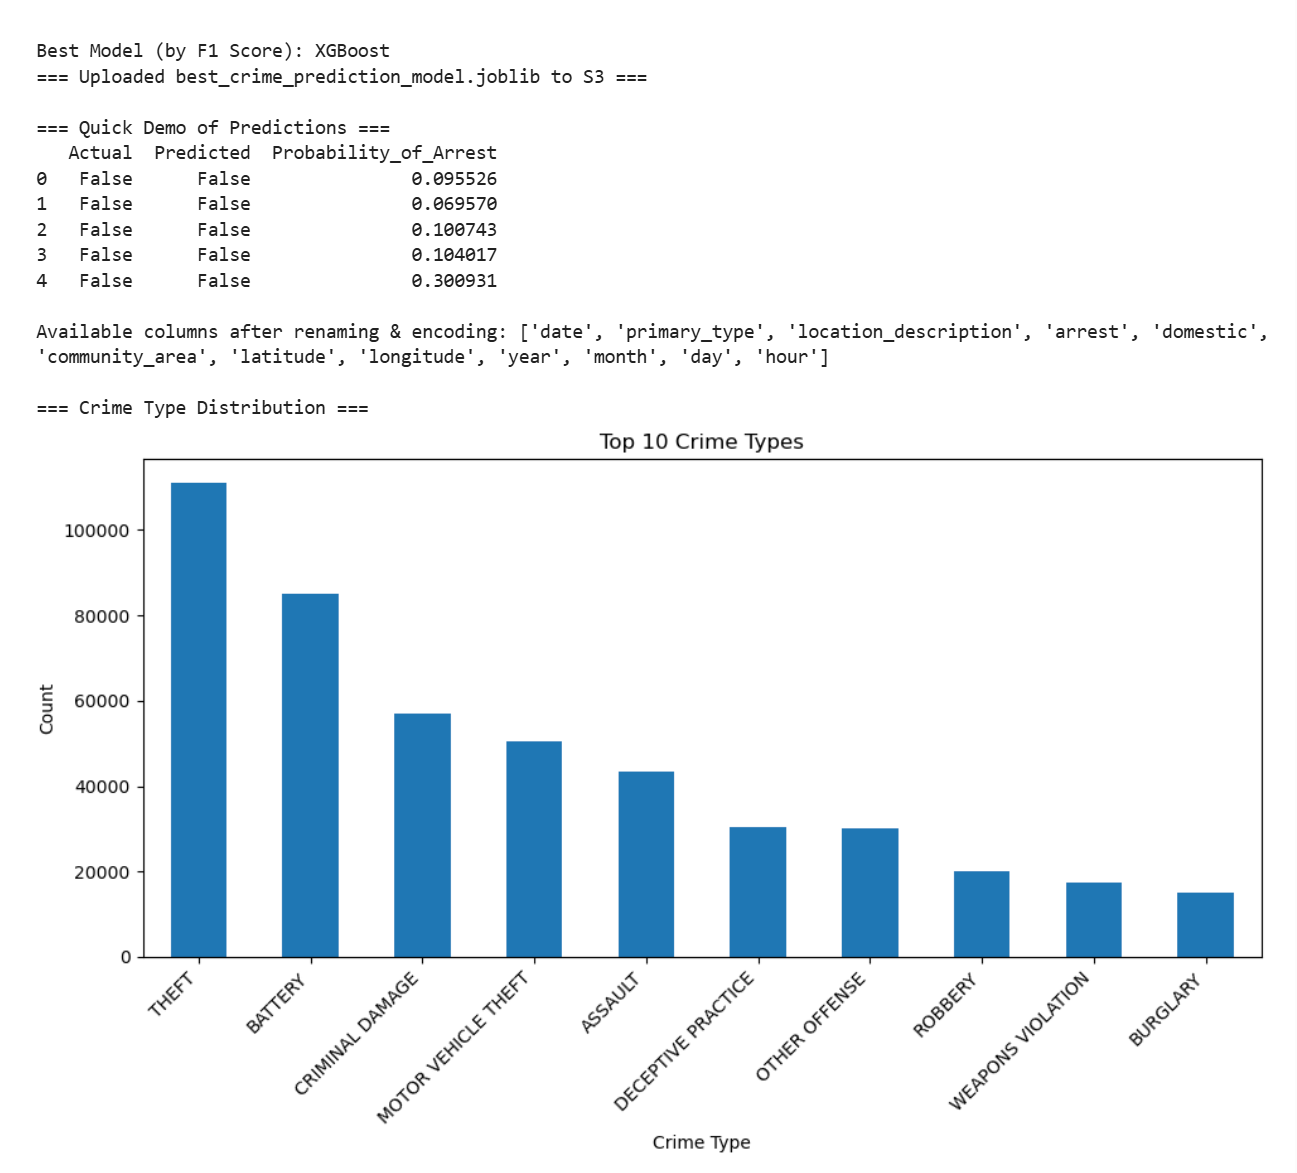 Best Model (by F1 Score): XGBoost
=== Uploaded best_crime_prediction_model.joblib to S3 ===
=== Quick Demo of Predictions ===
Actual Predicted Probability_of_Arrest
0 False False 0.095526
1 False False 0.069570
2 False False 0.100743
3 False False 0.104017
4 False False 0.300931
Available columns after renaming & encoding: ['date', 'primary_type', 'location_description', 'arrest', 'domestic',
'community_area', 'latitude', 'longitude', 'year', 'month', 'day', 'hour']
=== Crime Type Distribution ===
Top 10 Crime Types
100000
80000
60000
40000
20000
0
Count
THEFT
BATTERY
CRIMINAL DAMAGE
MOTOR VEHICLE THEFT
ASSAULT
DECEPTIVE PRACTICE
OTHER OFFENSE
ROBBERY
WEAPONS VIOLATION
BURGLARY
Crime Type